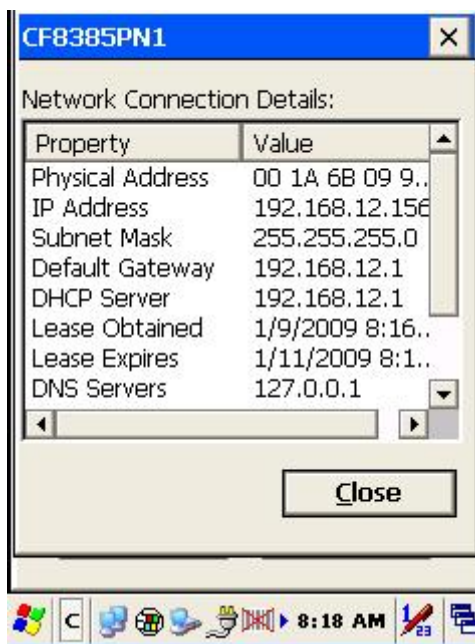 CF8385PN1
Network Connection Details:
Property Value
Physical Address 00 1A 6B 09 9...
IP Address 192.168.12.156
Subnet Mask 255.255.255.0
Default Gateway 192.168.12.1
DHCP Server 192.168.12.1
Lease Obtained 1/9/2009 8:16...
Lease Expires 1/11/2009 8:1...
DNS Servers 127.0.0.1
Close
C 8:18 AM 1/23